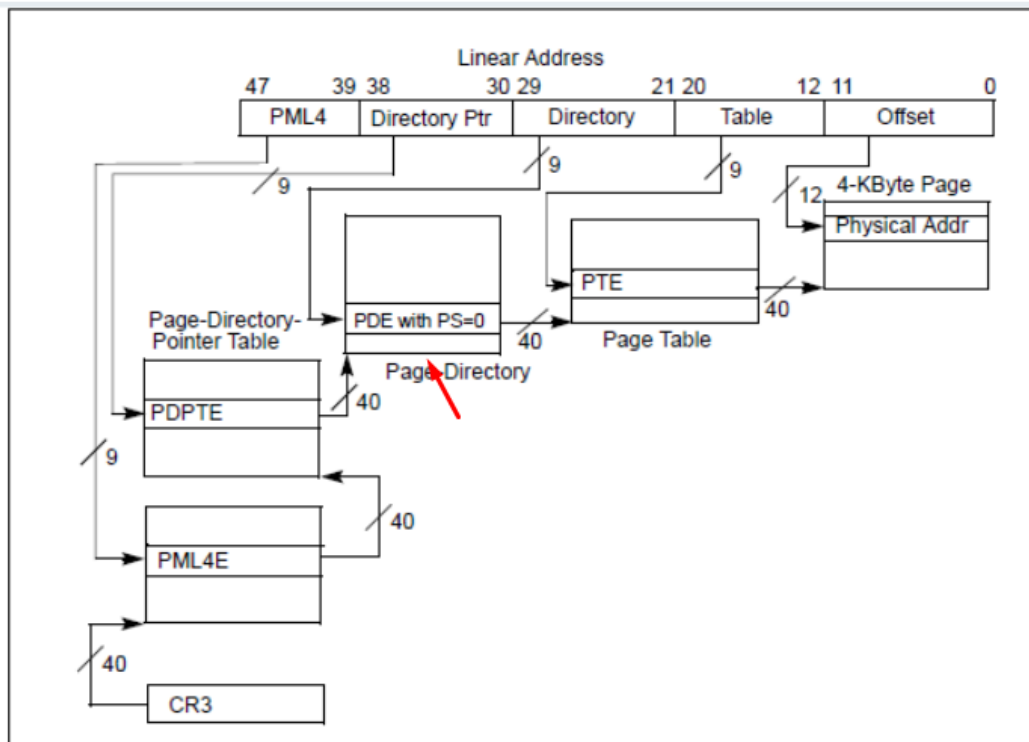 Linear Address
47 39 38 30 29 21 20 12 11 0
PML4 Directory Ptr Directory Table Offset
9
9
9
12
4-KByte Page
Physical Addr
PTE
40
Page Table
PDE with PS=0
40
Page-Directory
Page-Directory-
Pointer Table
PDPTE
40
9
40
PML4E
40
CR3